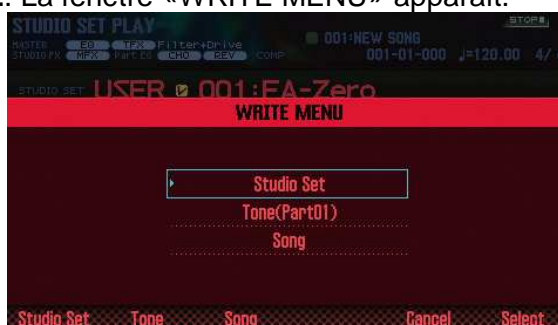 .. La fenêtre «WRITE MENU» apparaît.
STUDIO SET PLAY
STOP
MASTER EQ TFX Filter+Drive
001:NEW SONG
STUDIO FX MFX Part EQ CHO REV COMP
001-01-000 ♩=120.00 4/
STUDIO SET USER 001:FA-Zero
WRITE MENU
Studio Set
Tone(Part01)
Song
Studio Set Tone Song Cancel Select